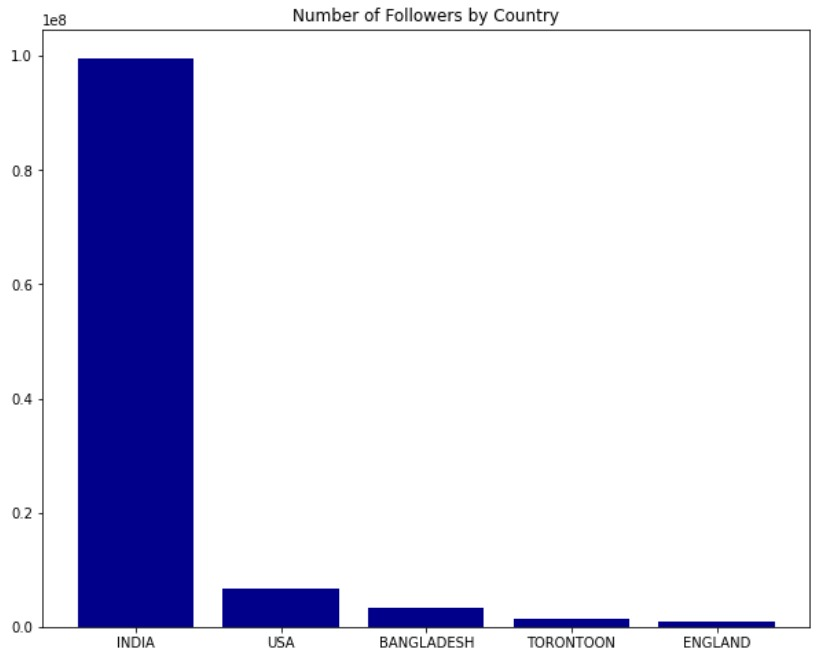 Number of Followers by Country
1e8
1.0
0.8
0.6
0.4
0.2
0.0
INDIA USA BANGLADESH TORONTOON ENGLAND